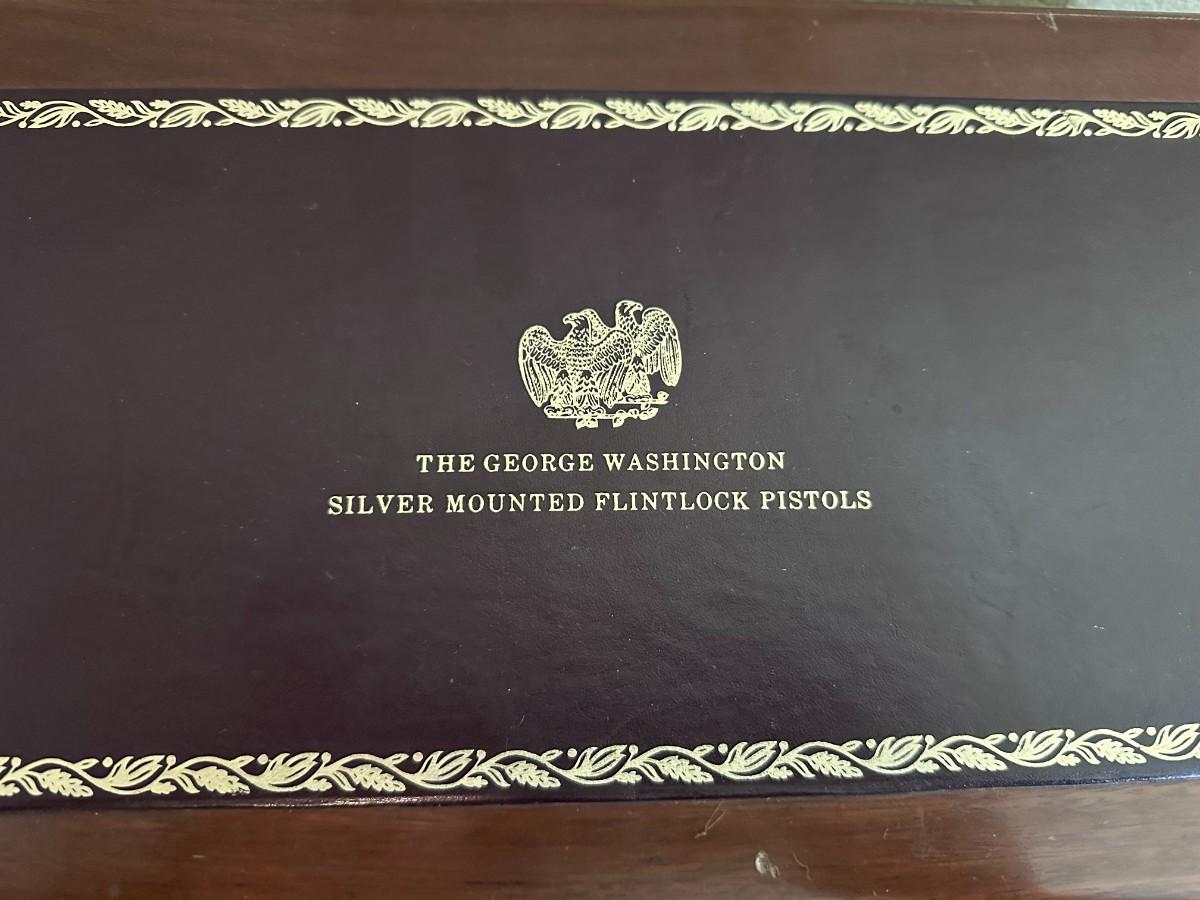 THE GEORGE WASHINGTON
SILVER MOUNTED FLINTLOCK PISTOLS